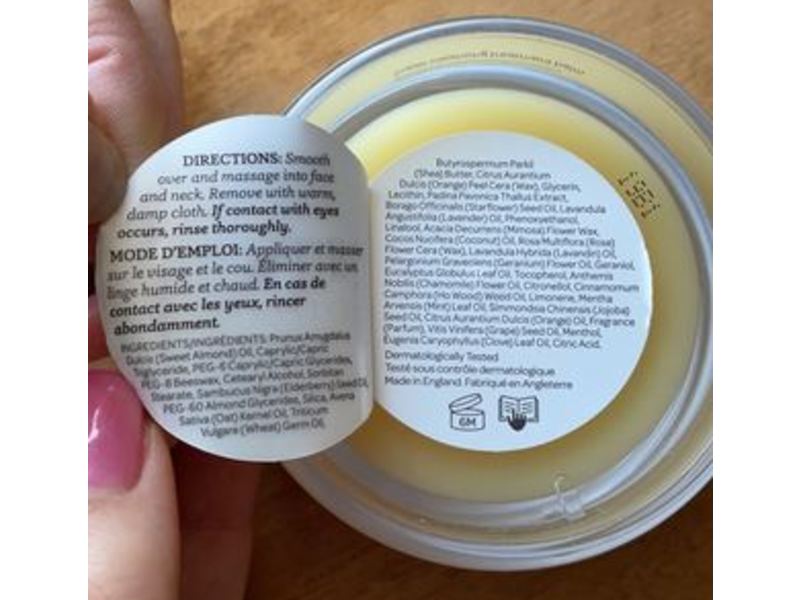 DIRECTIONS: Smooth
over and massage into face
and neck. Remove with warm,
damp cloth. If contact with eyes
occurs, rinse thoroughly.
MODE D'EMPLOI: Appliquer et masser
sur le visage et le cou. Éliminer avec un
linge humide et chaud. En cas de
contact avec les yeux, rincer
abondamment.
INGREDIENTS/INGRÉDIENTS: Prunus Amygdalus
Dulcis (Sweet Almond) Oil, Caprylic/Capric
Triglyceride, PEG-6 Caprylic/Capric Glycerides,
PEG-8 Beeswax, Cetearyl Alcohol, Sorbitan
Stearate, Sambucus Nigra (Elderberry) Seed Oil,
PEG-60 Almond Glycerides, Silica, Avena
Sativa (Oat) Kernel Oil, Triticum
Vulgare (Wheat) Germ Oil,
Butyrospermum Parkii
(Shea) Butter, Citrus Aurantium
Dulcis (Orange) Peel Cera (Wax), Glycerin,
Lecithin, Padina Pavonica Thallus Extract,
Borago Officinalis (Starflower) Seed Oil, Lavandula
Angustifolia (Lavender) Oil, Phenoxyethanol,
Linalool, Acacia Decurrens (Mimosa) Flower Wax,
Cocos Nucifera (Coconut) Oil, Rosa Multiflora (Rose)
Flower Cera (Wax), Lavandula Hybrida (Lavandin) Oil,
Pelargonium Graveolens (Geranium) Flower Oil, Geraniol,
Eucalyptus Globulus Leaf Oil, Tocopherol, Anthemis
Nobilis (Chamomile) Flower Oil, Citronellol, Cinnamomum
Camphora (Ho Wood) Wood Oil, Limonene, Mentha
Arvensis (Mint) Leaf Oil, Simmondsia Chinensis (Jojoba)
Seed Oil, Citrus Aurantium Dulcis (Orange) Oil, Fragrance
(Parfum), Vitis Vinifera (Grape) Seed Oil, Menthol,
Eugenia Caryophyllus (Clove) Leaf Oil, Citric Acid.
Dermatologically Tested
Testé sous contrôle dermatologique
Made in England. Fabriqué en Angleterre
6M